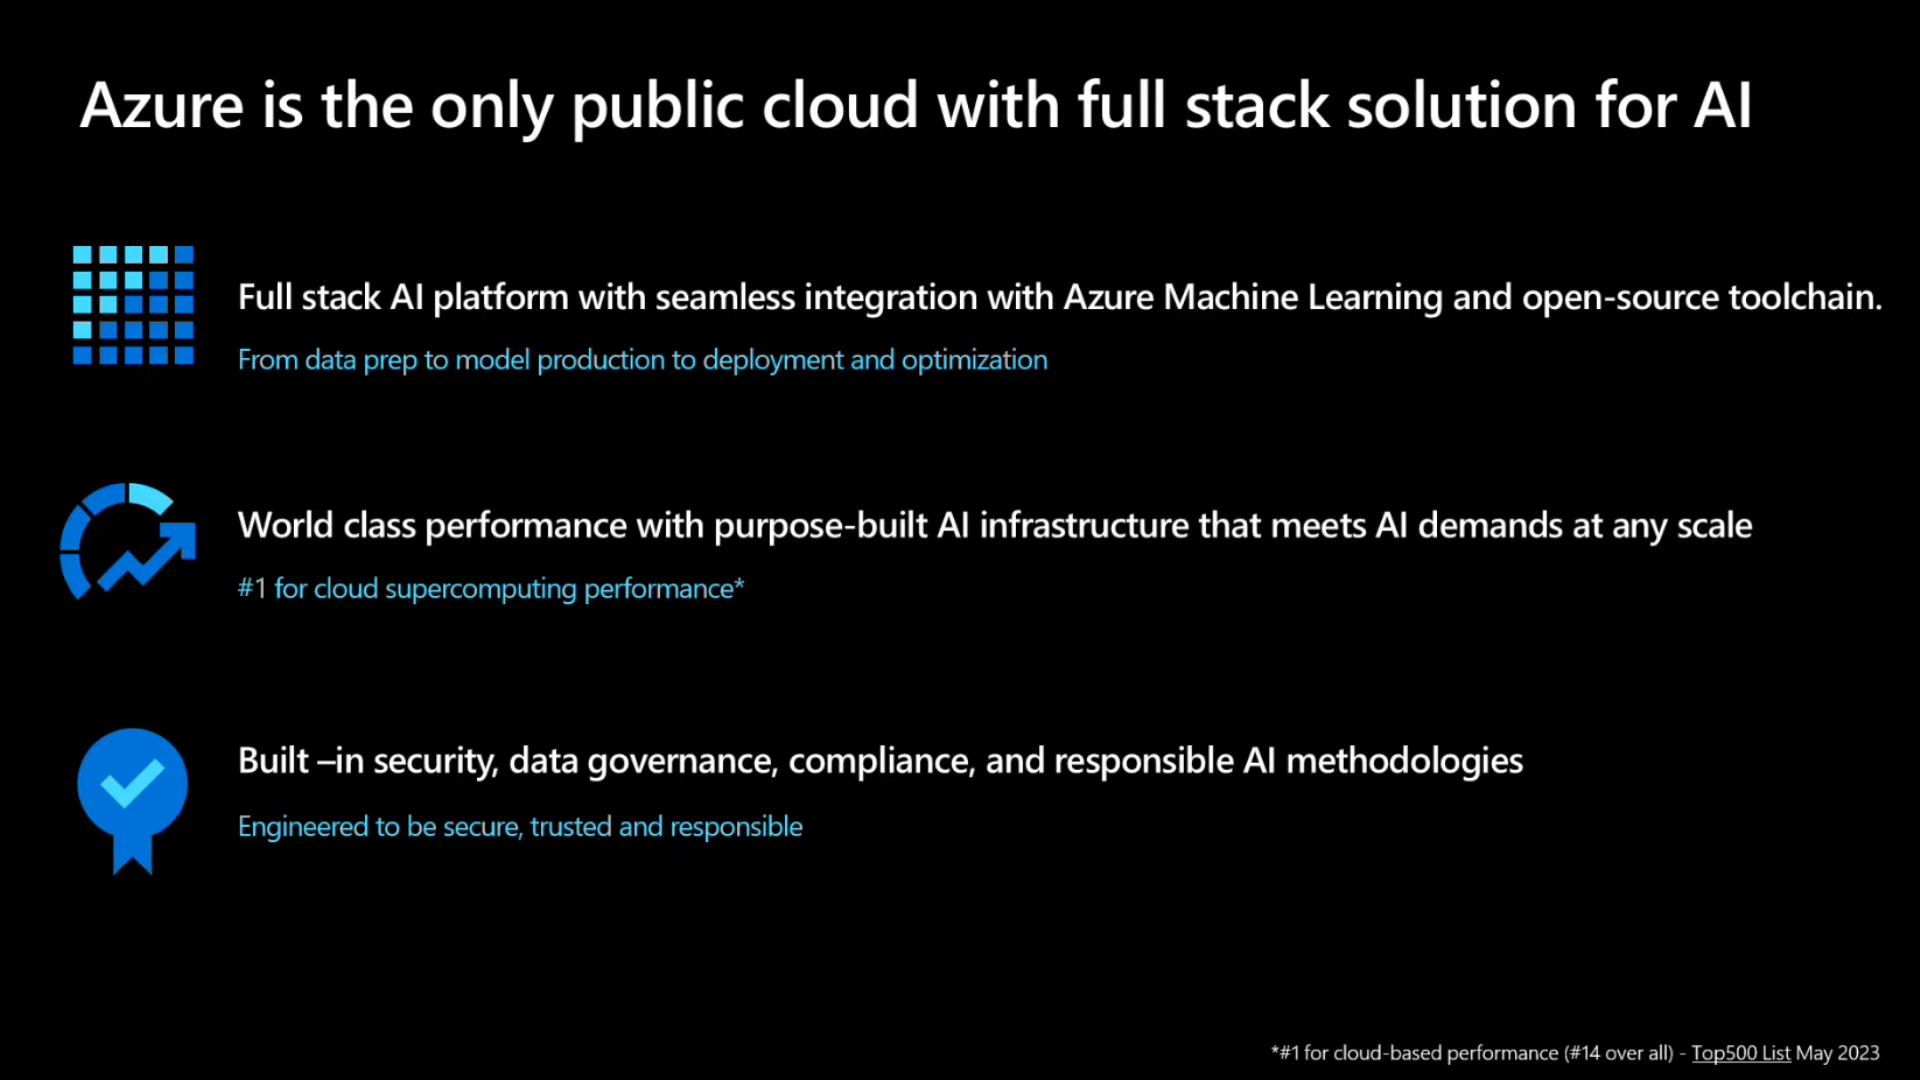 Azure is the only public cloud with full stack solution for AI
Full stack AI platform with seamless integration with Azure Machine Learning and open-source toolchain.
From data prep to model production to deployment and optimization
World class performance with purpose-built AI infrastructure that meets AI demands at any scale
#1 for cloud supercomputing performance*
Built –in security, data governance, compliance, and responsible AI methodologies
Engineered to be secure, trusted and responsible
*#1 for cloud-based performance (#14 over all) - Top500 List May 2023